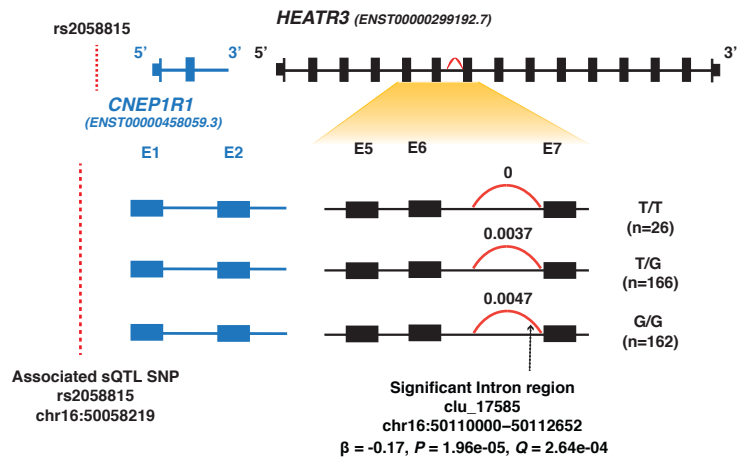 HEATR3 (ENST00000299192.7)
rs2058815
5’ 3’ 5’ 3’
CNEP1R1
(ENST00000458059.3)
E1 E2 E5 E6 E7
0
T/T
(n=26)
0.0037
T/G
(n=166)
0.0047
G/G
(n=162)
Associated sQTL SNP
rs2058815
chr16:50058219
Significant Intron region
clu_17585
chr16:50110000–50112652
β = -0.17, P = 1.96e-05, Q = 2.64e-04